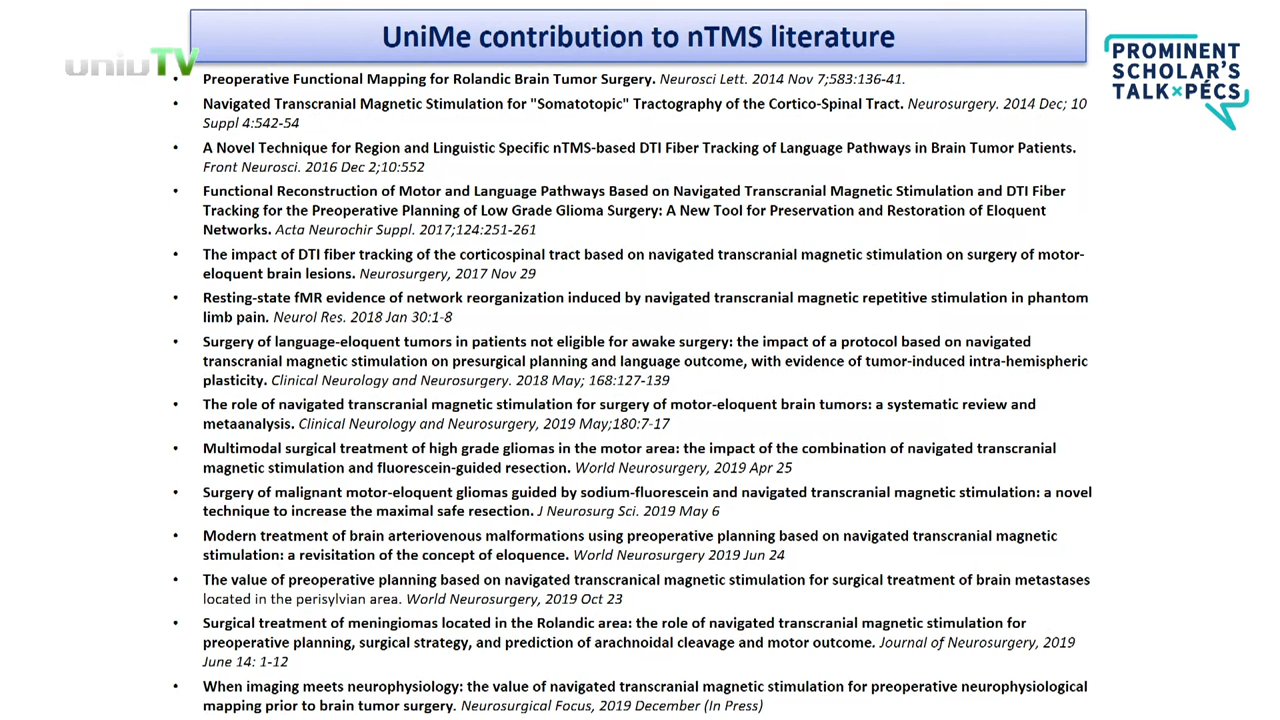 UniMe contribution to nTMS literature
uniuTV
PROMINENT
SCHOLAR'S
TALK×PÉCS
• Preoperative Functional Mapping for Rolandic Brain Tumor Surgery. Neurosci Lett. 2014 Nov 7;583:136-41.
• Navigated Transcranial Magnetic Stimulation for "Somatotopic" Tractography of the Cortico-Spinal Tract. Neurosurgery. 2014 Dec; 10
Suppl 4:542-54
• A Novel Technique for Region and Linguistic Specific nTMS-based DTI Fiber Tracking of Language Pathways in Brain Tumor Patients.
Front Neurosci. 2016 Dec 2;10:552
• Functional Reconstruction of Motor and Language Pathways Based on Navigated Transcranial Magnetic Stimulation and DTI Fiber
Tracking for the Preoperative Planning of Low Grade Glioma Surgery: A New Tool for Preservation and Restoration of Eloquent
Networks. Acta Neurochir Suppl. 2017;124:251-261
• The impact of DTI fiber tracking of the corticospinal tract based on navigated transcranial magnetic stimulation on surgery of motor-
eloquent brain lesions. Neurosurgery, 2017 Nov 29
• Resting-state fMR evidence of network reorganization induced by navigated transcranial magnetic repetitive stimulation in phantom
limb pain. Neurol Res. 2018 Jan 30:1-8
• Surgery of language-eloquent tumors in patients not eligible for awake surgery: the impact of a protocol based on navigated
transcranial magnetic stimulation on presurgical planning and language outcome, with evidence of tumor-induced intra-hemispheric
plasticity. Clinical Neurology and Neurosurgery. 2018 May; 168:127-139
• The role of navigated transcranial magnetic stimulation for surgery of motor-eloquent brain tumors: a systematic review and
metaanalysis. Clinical Neurology and Neurosurgery, 2019 May;180:7-17
• Multimodal surgical treatment of high grade gliomas in the motor area: the impact of the combination of navigated transcranial
magnetic stimulation and fluorescein-guided resection. World Neurosurgery, 2019 Apr 25
• Surgery of malignant motor-eloquent gliomas guided by sodium-fluorescein and navigated transcranial magnetic stimulation: a novel
technique to increase the maximal safe resection. J Neurosurg Sci. 2019 May 6
• Modern treatment of brain arteriovenous malformations using preoperative planning based on navigated transcranial magnetic
stimulation: a revisitation of the concept of eloquence. World Neurosurgery 2019 Jun 24
• The value of preoperative planning based on navigated transcranical magnetic stimulation for surgical treatment of brain metastases
located in the perisylvian area. World Neurosurgery, 2019 Oct 23
• Surgical treatment of meningiomas located in the Rolandic area: the role of navigated transcranial magnetic stimulation for
preoperative planning, surgical strategy, and prediction of arachnoidal cleavage and motor outcome. Journal of Neurosurgery, 2019
June 14: 1-12
• When imaging meets neurophysiology: the value of navigated transcranial magnetic stimulation for preoperative neurophysiological
mapping prior to brain tumor surgery. Neurosurgical Focus, 2019 December (In Press)